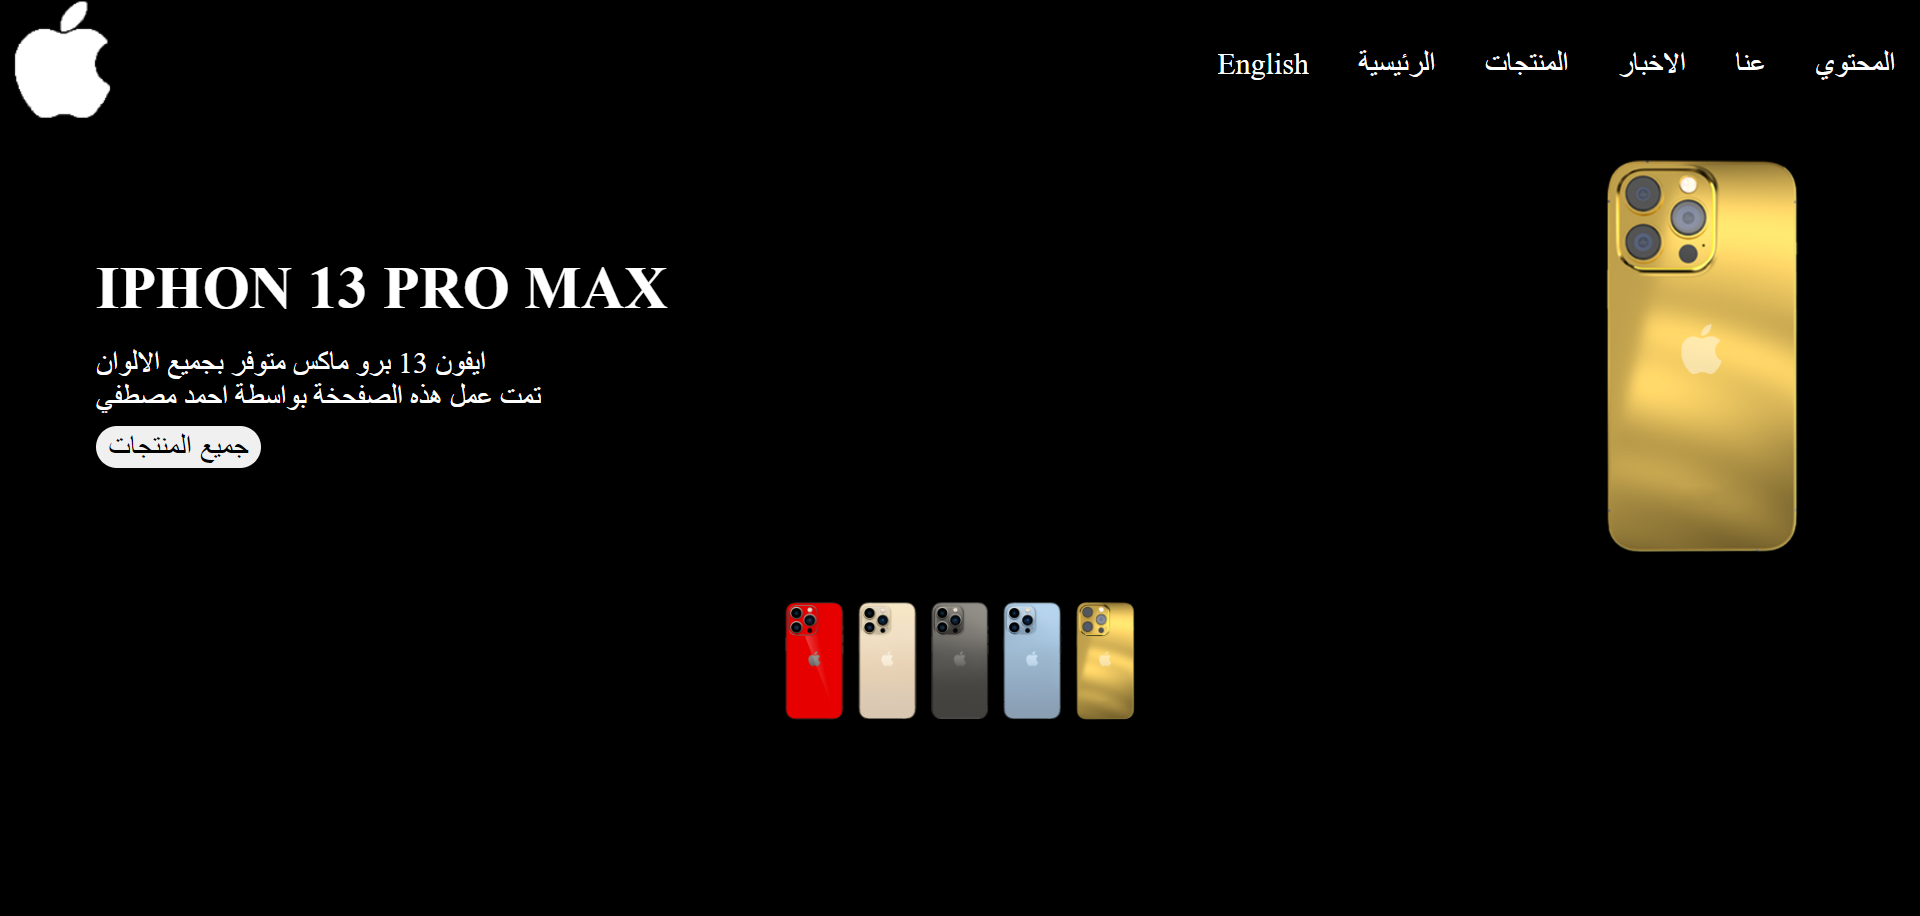 English الرئيسية المنتجات الاخبار عنا المحتوي
IPHON 13 PRO MAX
ايفون 13 برو ماكس متوفر بجميع الالوان
تمت عمل هذه الصفحخة بواسطة احمد مصطفي
جميع المنتجات